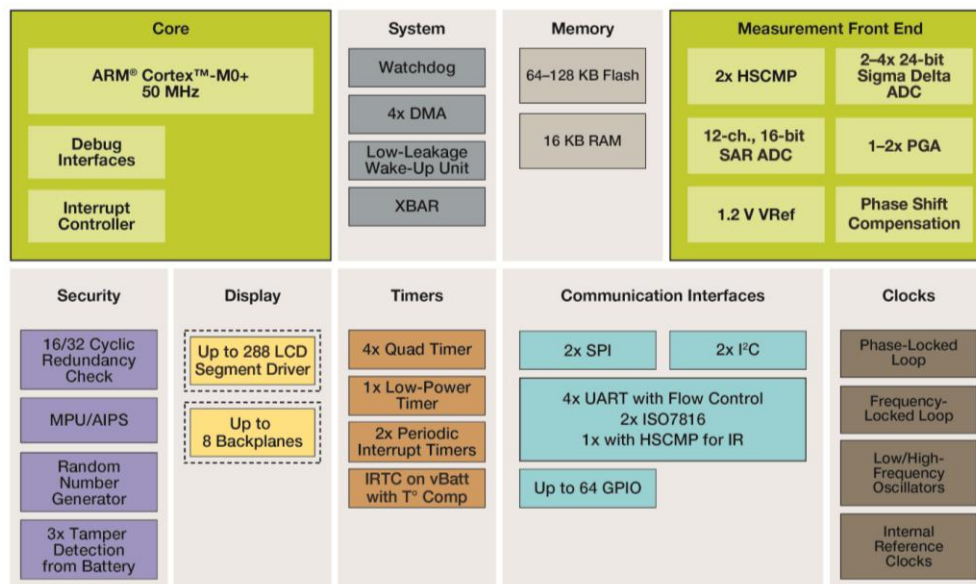 Core
ARM® Cortex™-M0+
50 MHz
Debug
Interfaces
Interrupt
Controller
System
Watchdog
4x DMA
Low-Leakage
Wake-Up Unit
XBAR
Memory
64–128 KB Flash
16 KB RAM
Measurement Front End
2x HSCMP
2–4x 24-bit
Sigma Delta
ADC
12-ch., 16-bit
SAR ADC
1–2x PGA
1.2 V VRef
Phase Shift
Compensation
Security
16/32 Cyclic
Redundancy
Check
MPU/AIPS
Random
Number
Generator
3x Tamper
Detection
from Battery
Display
Up to 288 LCD
Segment Driver
Up to
8 Backplanes
Timers
4x Quad Timer
1x Low-Power
Timer
2x Periodic
Interrupt Timers
IRTC on vBatt
with T° Comp
Communication Interfaces
2x SPI
2x I²C
4x UART with Flow Control
2x ISO7816
1x with HSCMP for IR
Up to 64 GPIO
Clocks
Phase-Locked
Loop
Frequency-
Locked Loop
Low/High-
Frequency
Oscillators
Internal
Reference
Clocks